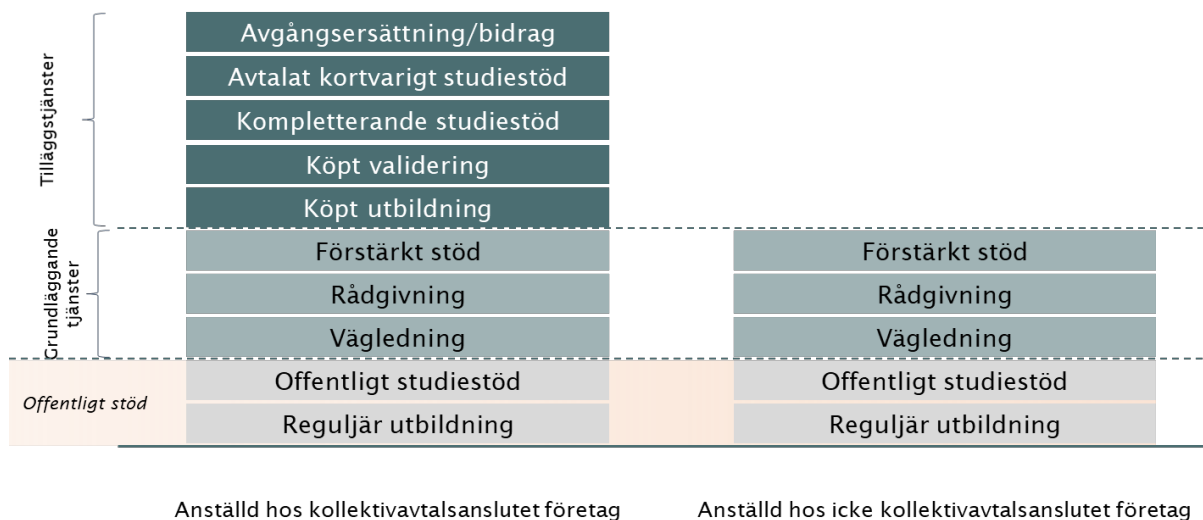 Tilläggstjänster
Avgångsersättning/bidrag
Avtalat kortvarigt studiestöd
Kompletterande studiestöd
Köpt validering
Köpt utbildning
Grundläggande
tjänster
Förstärkt stöd
Rådgivning
Vägledning
Förstärkt stöd
Rådgivning
Vägledning
Offentligt stöd
Offentligt studiestöd
Reguljär utbildning
Offentligt studiestöd
Reguljär utbildning
Anställd hos kollektivavtalsanslutet företag
Anställd hos icke kollektivavtalsanslutet företag